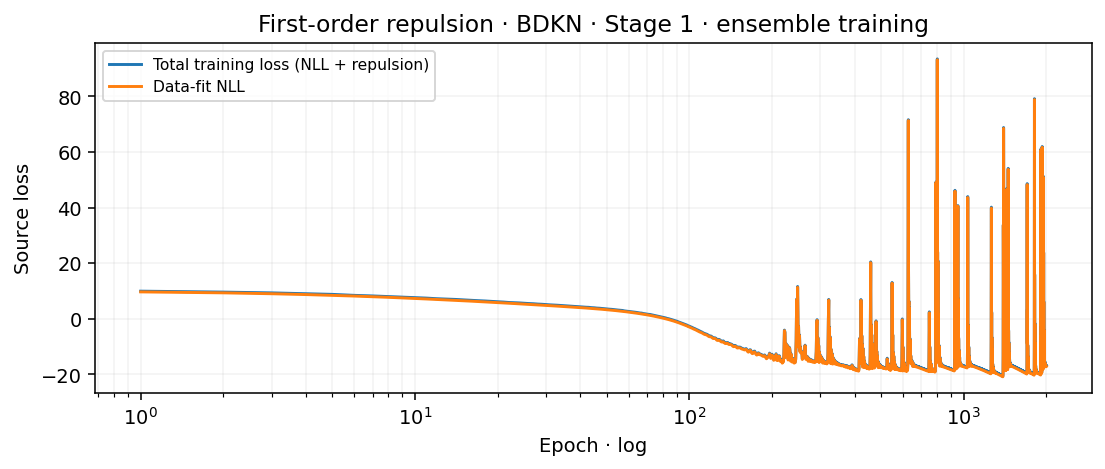 First-order repulsion · BDKN · Stage 1 · ensemble training
Total training loss (NLL + repulsion)
Data-fit NLL
Source loss
80
60
40
20
0
−20
10⁰
10¹
10²
10³
Epoch · log